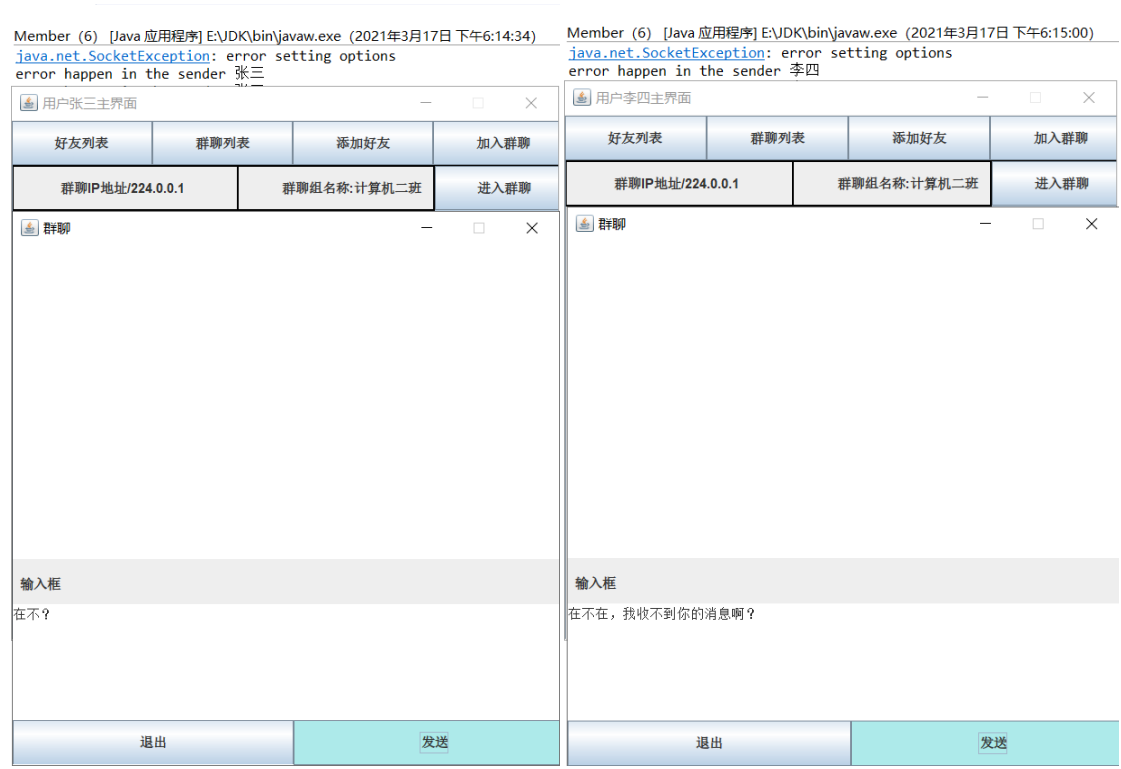 Member（6） [Java 应用程序] E:\JDK\bin\javaw.exe（2021年3月17日 下午6:14:34）
java.net.SocketException: error setting options
error happen in the sender 张三
用户张三主界面
好友列表 群聊列表 添加好友 加入群聊
群聊IP地址/224.0.0.1 群聊组名称:计算机二班 进入群聊
群聊
输入框
在不？
退出 发送
Member（6） [Java 应用程序] E:\JDK\bin\javaw.exe（2021年3月17日 下午6:15:00）
java.net.SocketException: error setting options
error happen in the sender 李四
用户李四主界面
好友列表 群聊列表 添加好友 加入群聊
群聊IP地址/224.0.0.1 群聊组名称:计算机二班 进入群聊
群聊
输入框
在不在，我收不到你的消息啊？
退出 发送